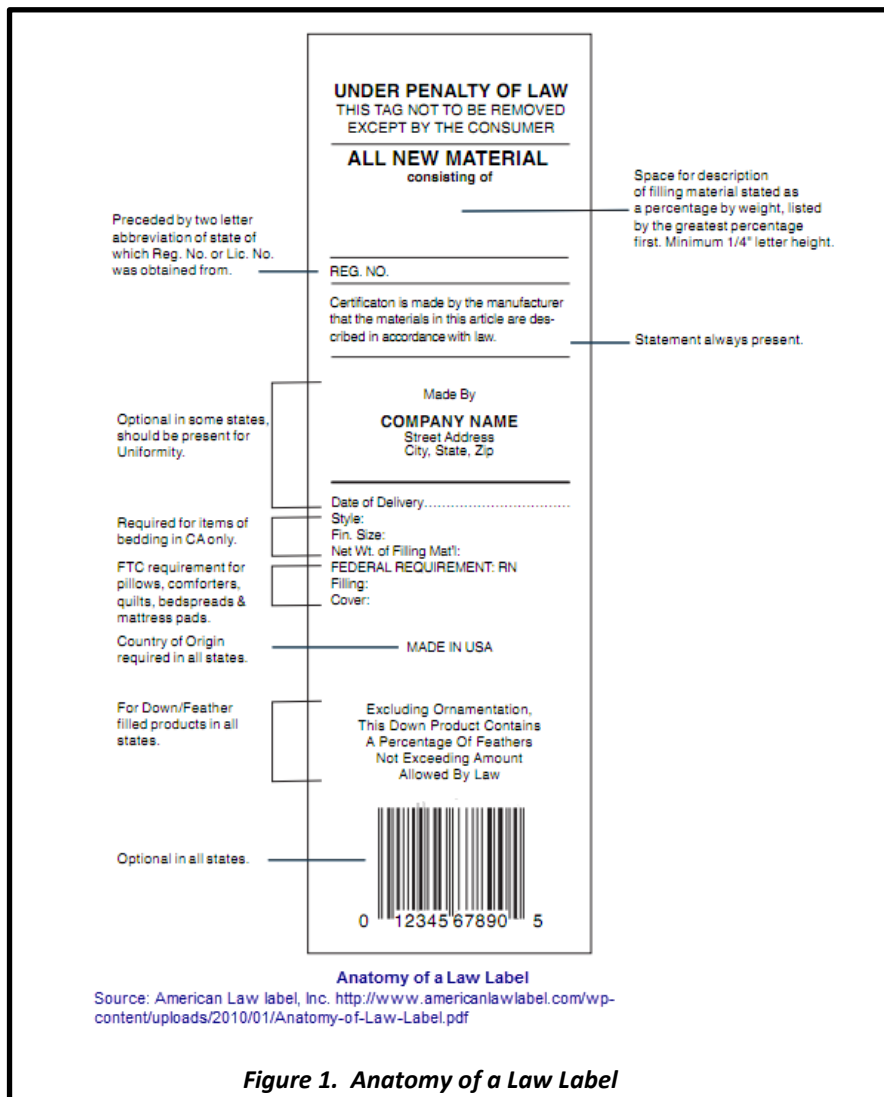 UNDER PENALTY OF LAW
THIS TAG NOT TO BE REMOVED
EXCEPT BY THE CONSUMER
ALL NEW MATERIAL
consisting of
Space for description
of filling material stated as
a percentage by weight, listed
by the greatest percentage
first. Minimum 1/4" letter height.
Preceded by two letter
abbreviation of state of
which Reg. No. or Lic. No.
was obtained from.
REG. NO.
Certificaton is made by the manufacturer
that the materials in this article are des-
cribed in accordance with law.
Statement always present.
Optional in some states,
should be present for
Uniformity.
Made By
COMPANY NAME
Street Address
City, State, Zip
Date of Delivery.................................
Required for items of
bedding in CA only.
Style:
Fin. Size:
Net Wt. of Filling Mat'l:
FTC requirement for
pillows, comforters,
quilts, bedspreads &
mattress pads.
FEDERAL REQUIREMENT: RN
Filling:
Cover:
Country of Origin
required in all states.
MADE IN USA
For Down/Feather
filled products in all
states.
Excluding Ornamentation,
This Down Product Contains
A Percentage Of Feathers
Not Exceeding Amount
Allowed By Law
Optional in all states.
0 12345 67890 5
Anatomy of a Law Label
Source: American Law label, Inc. http://www.americanlawlabel.com/wp-
content/uploads/2010/01/Anatomy-of-Law-Label.pdf
Figure 1. Anatomy of a Law Label